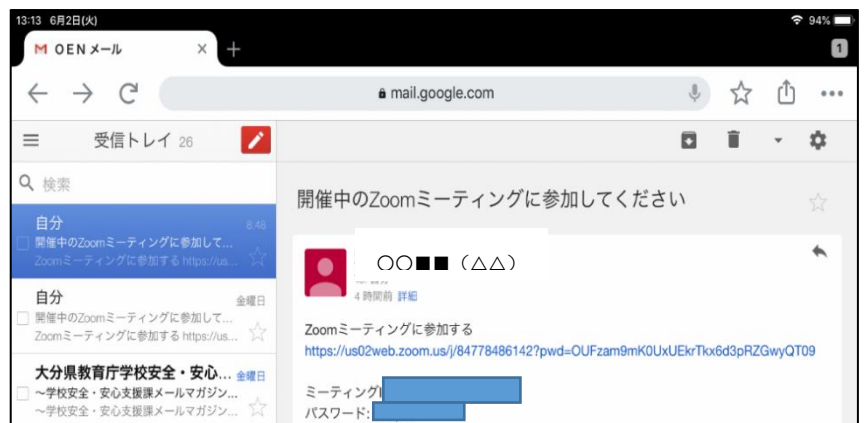 13:13 6月2日(火)
94%
OEN メール
1
mail.google.com
受信トレイ 26
検索
自分 8:48
開催中のZoomミーティングに参加して...
Zoomミーティングに参加する https://us...
自分 金曜日
開催中のZoomミーティングに参加して...
Zoomミーティングに参加する https://us...
大分県教育庁学校安全・安心... 金曜日
～学校安全・安心支援課メールマガジン...
～学校安全・安心支援課メールマガジン...
開催中のZoomミーティングに参加してください
〇〇■■（△△）
4 時間前 詳細
Zoomミーティングに参加する
https://us02web.zoom.us/j/84778486142?pwd=OUFzam9mK0UxUEkrTkx6d3pRZGwyQT09
ミーティング
パスワード: